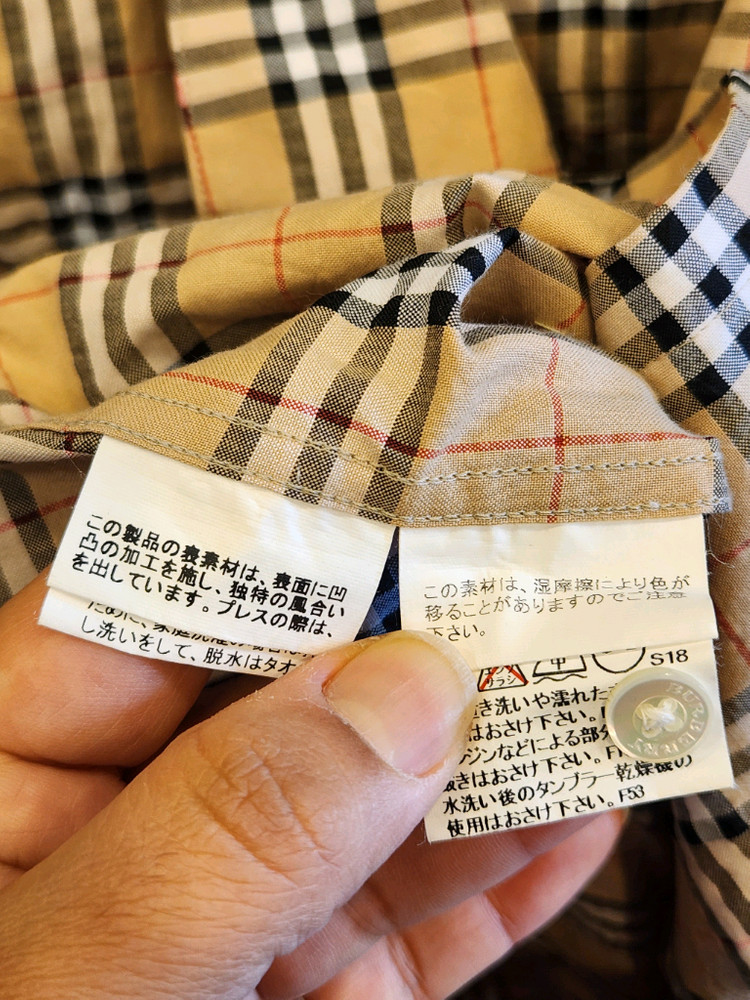 この製品の表素材は、表面に凹
凸の加工を施し、独特の風合い
を出しています。プレスの際は、
し洗いをして、脱水はタオ
この素材は、湿摩擦により色が
移ることがありますのでご注意
下さい。
サラシ
S18
き洗いや濡れた
はおさけ下さい。
ンジンなどによる部分
抜きはおさけ下さい。
水洗い後のタンブラー乾燥機の
使用はおさけ下さい。F53
BURBERRY